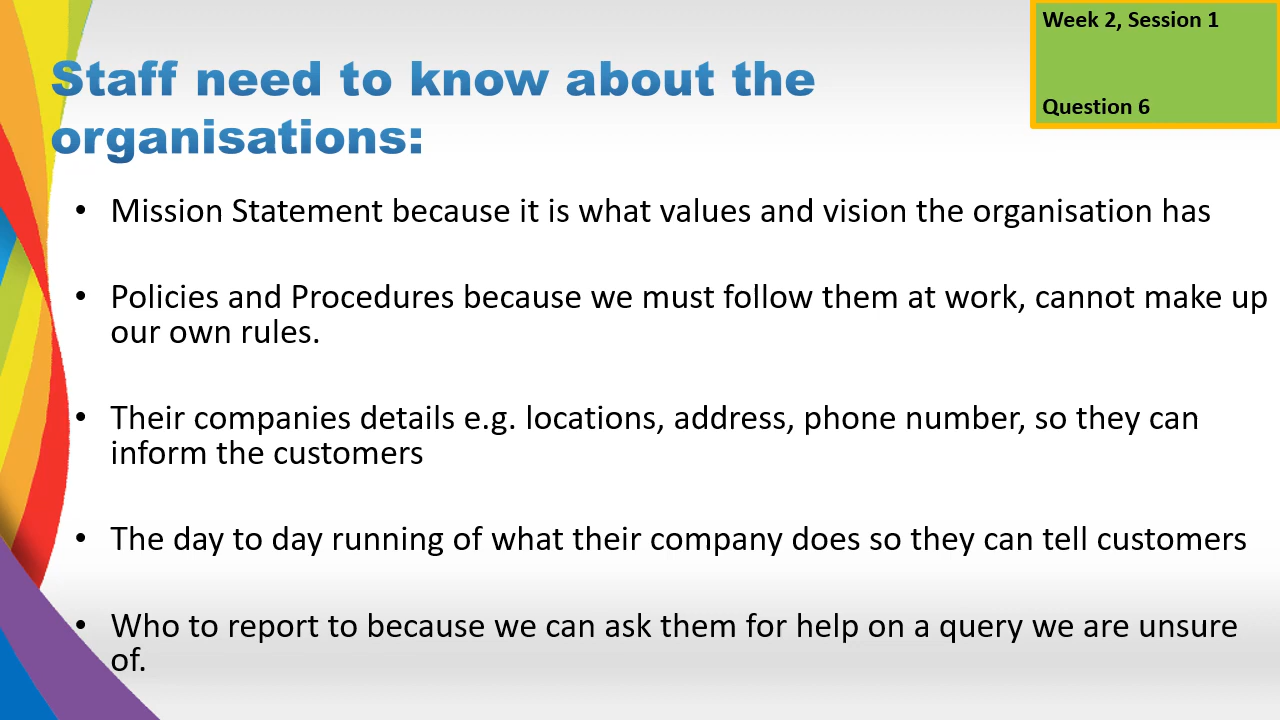 Week 2, Session 1
Question 6
Staff need to know about the
organisations:
• Mission Statement because it is what values and vision the organisation has
• Policies and Procedures because we must follow them at work, cannot make up
our own rules.
• Their companies details e.g. locations, address, phone number, so they can
inform the customers
• The day to day running of what their company does so they can tell customers
• Who to report to because we can ask them for help on a query we are unsure
of.